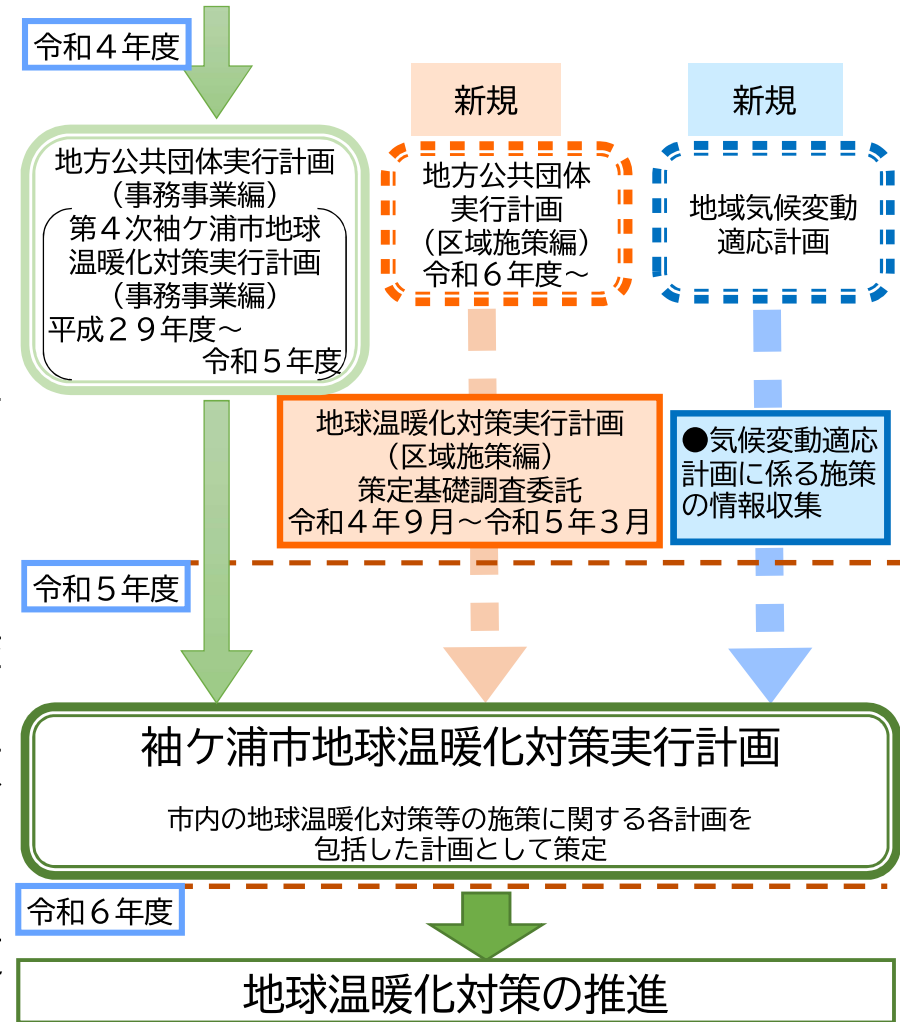 令和４年度
新規
新規
地方公共団体実行計画
（事務事業編）
第４次袖ケ浦市地球
温暖化対策実行計画
（事務事業編）
平成２９年度～
令和５年度
地方公共団体
実行計画
（区域施策編）
令和６年度～
地域気候変動
適応計画
地球温暖化対策実行計画
（区域施策編）
策定基礎調査委託
令和４年９月～令和５年３月
●気候変動適応
計画に係る施策
の情報収集
令和５年度
袖ケ浦市地球温暖化対策実行計画
市内の地球温暖化対策等の施策に関する各計画を
包括した計画として策定
令和６年度
地球温暖化対策の推進